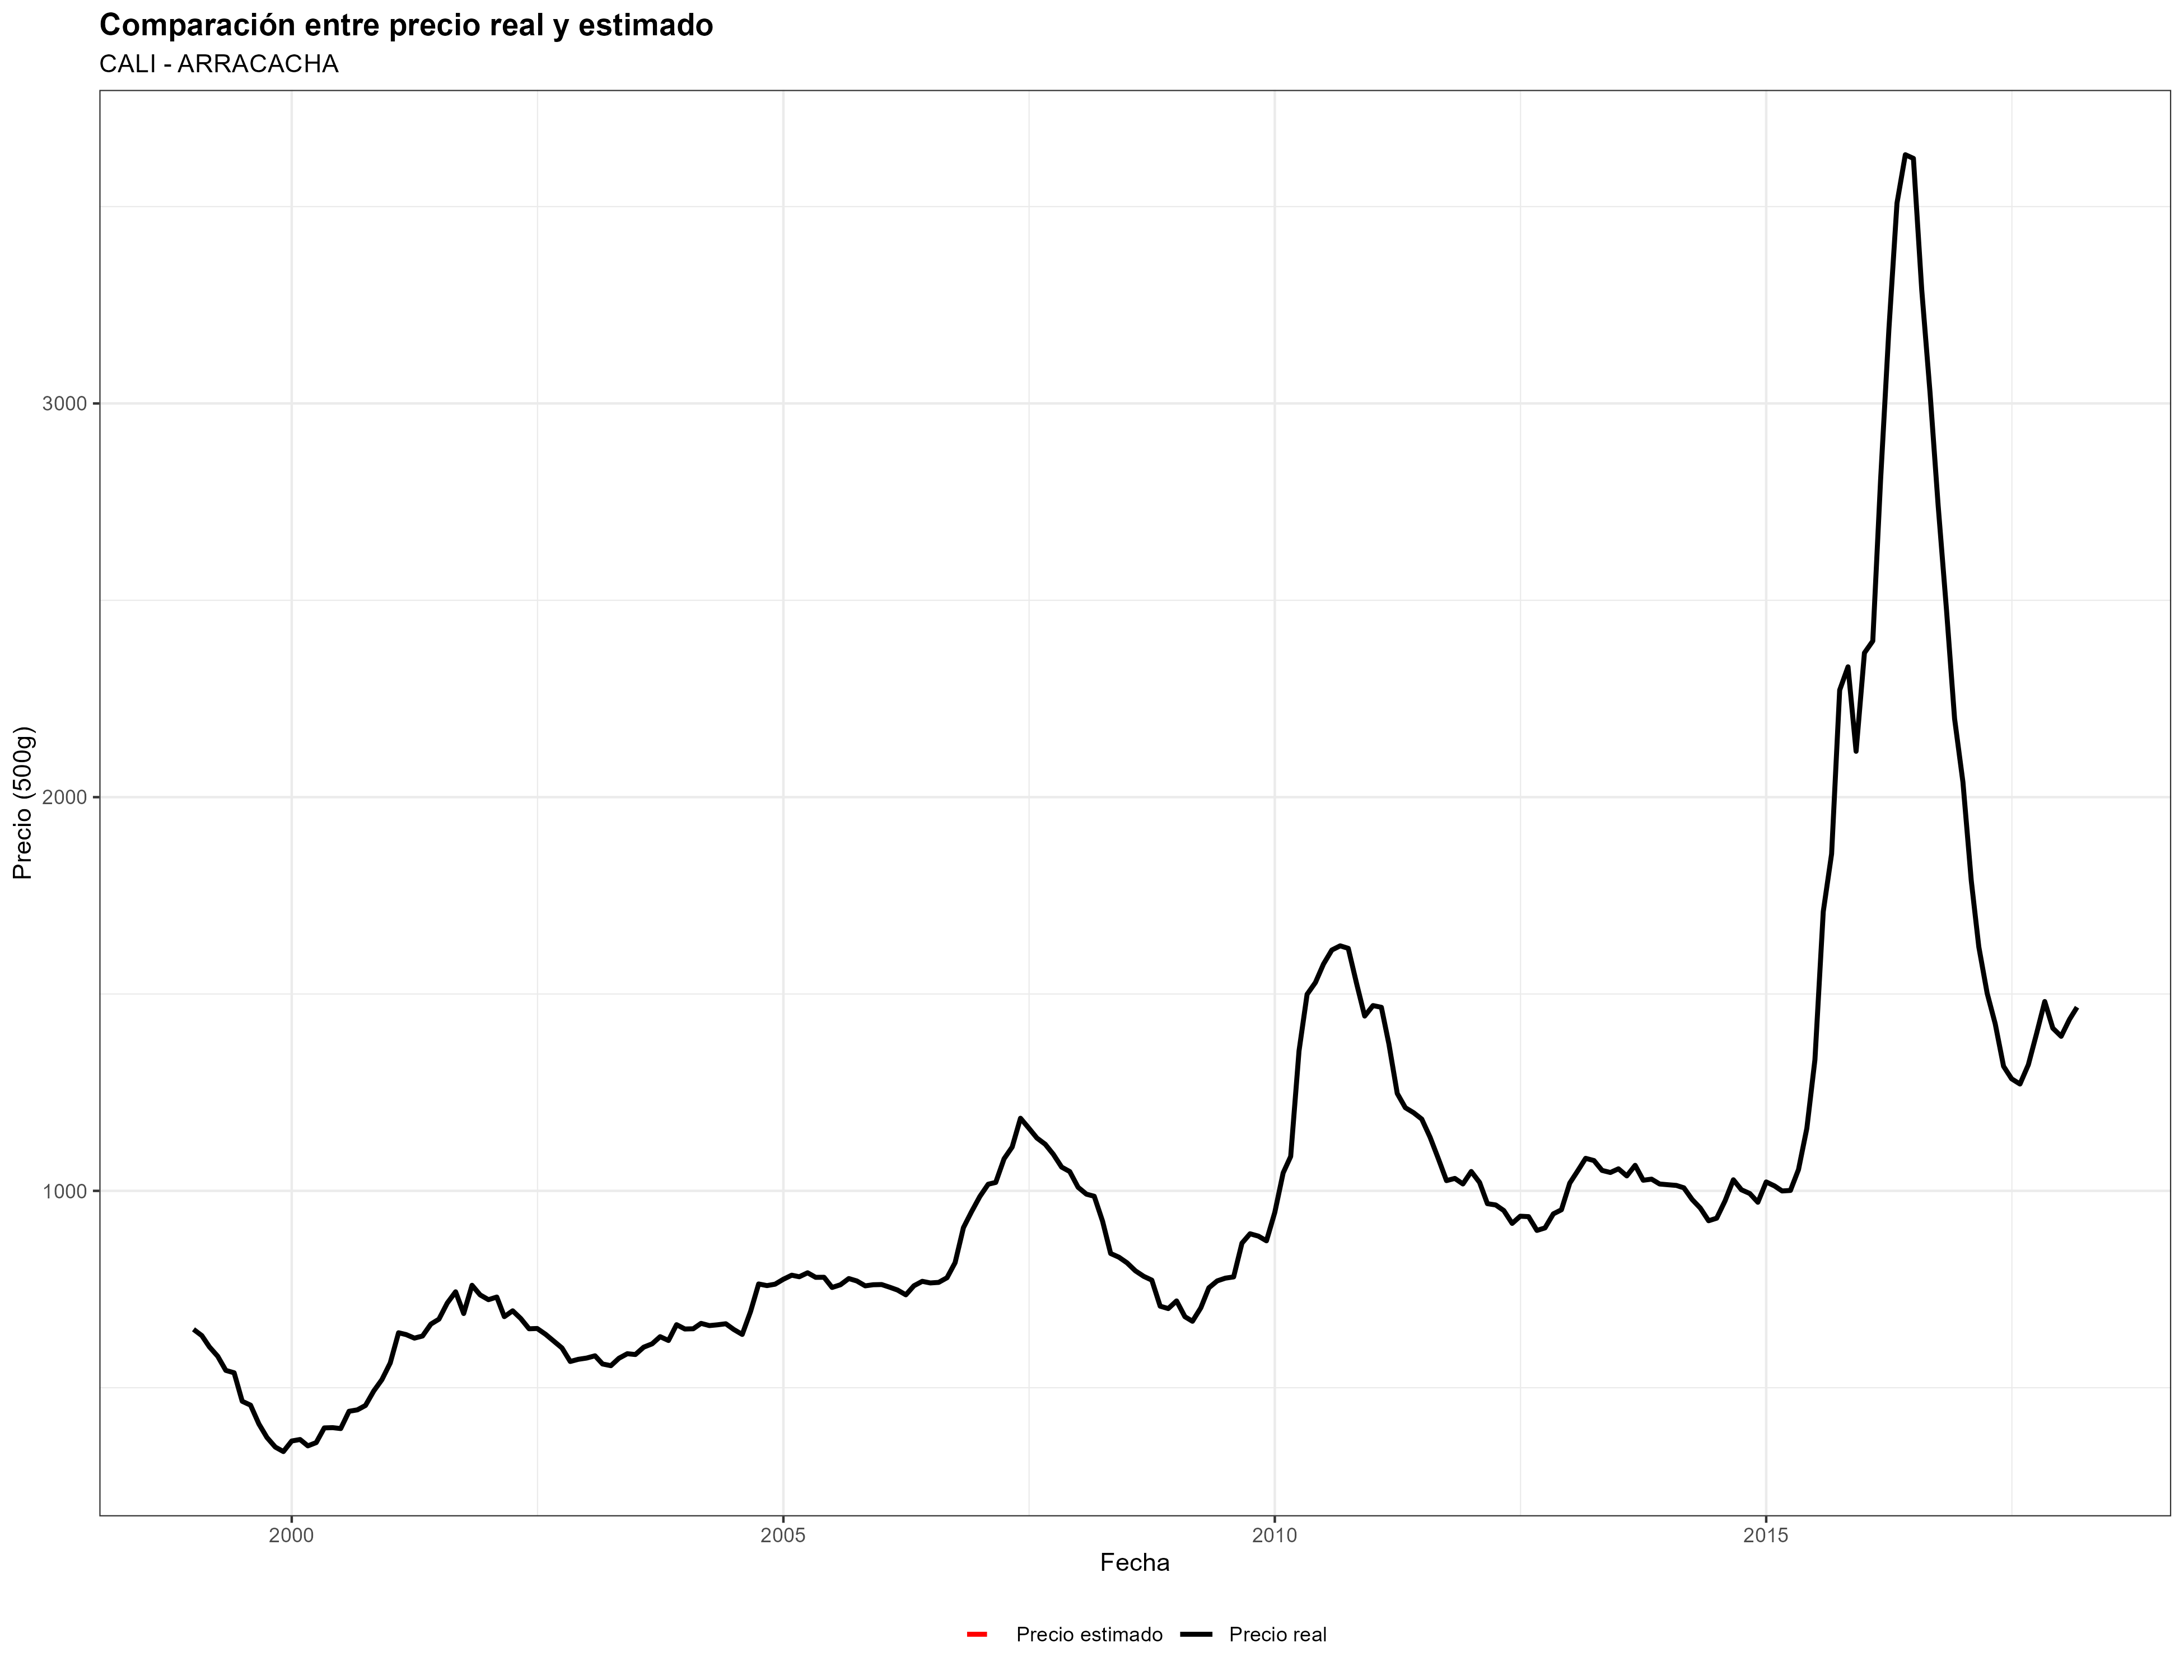 Comparación entre precio real y estimado
CALI - ARRACACHA
Precio (500g)
3000
2000
1000
2000 2005 2010 2015
Fecha
Precio estimado Precio real